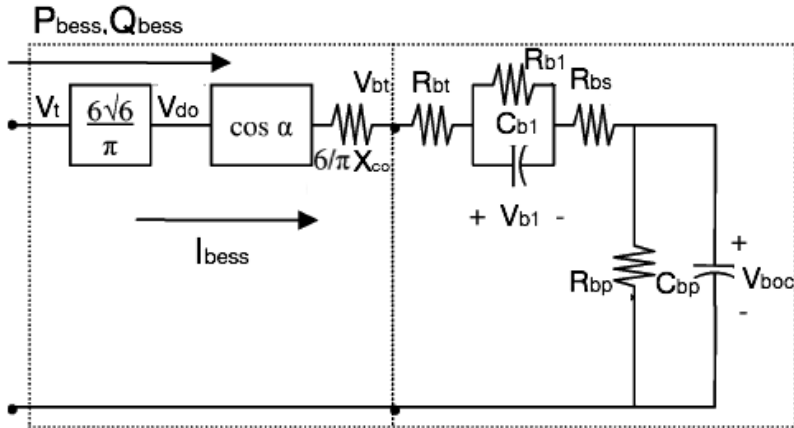 Pbess,Qbess
Vt
6√6
π
Vdo
cos α
6/π Xco
Vbt
Rbt
Rb1
Cb1
Rbs
+ Vb1 -
Ibess
Rbp
Cbp
+
Vboc
-